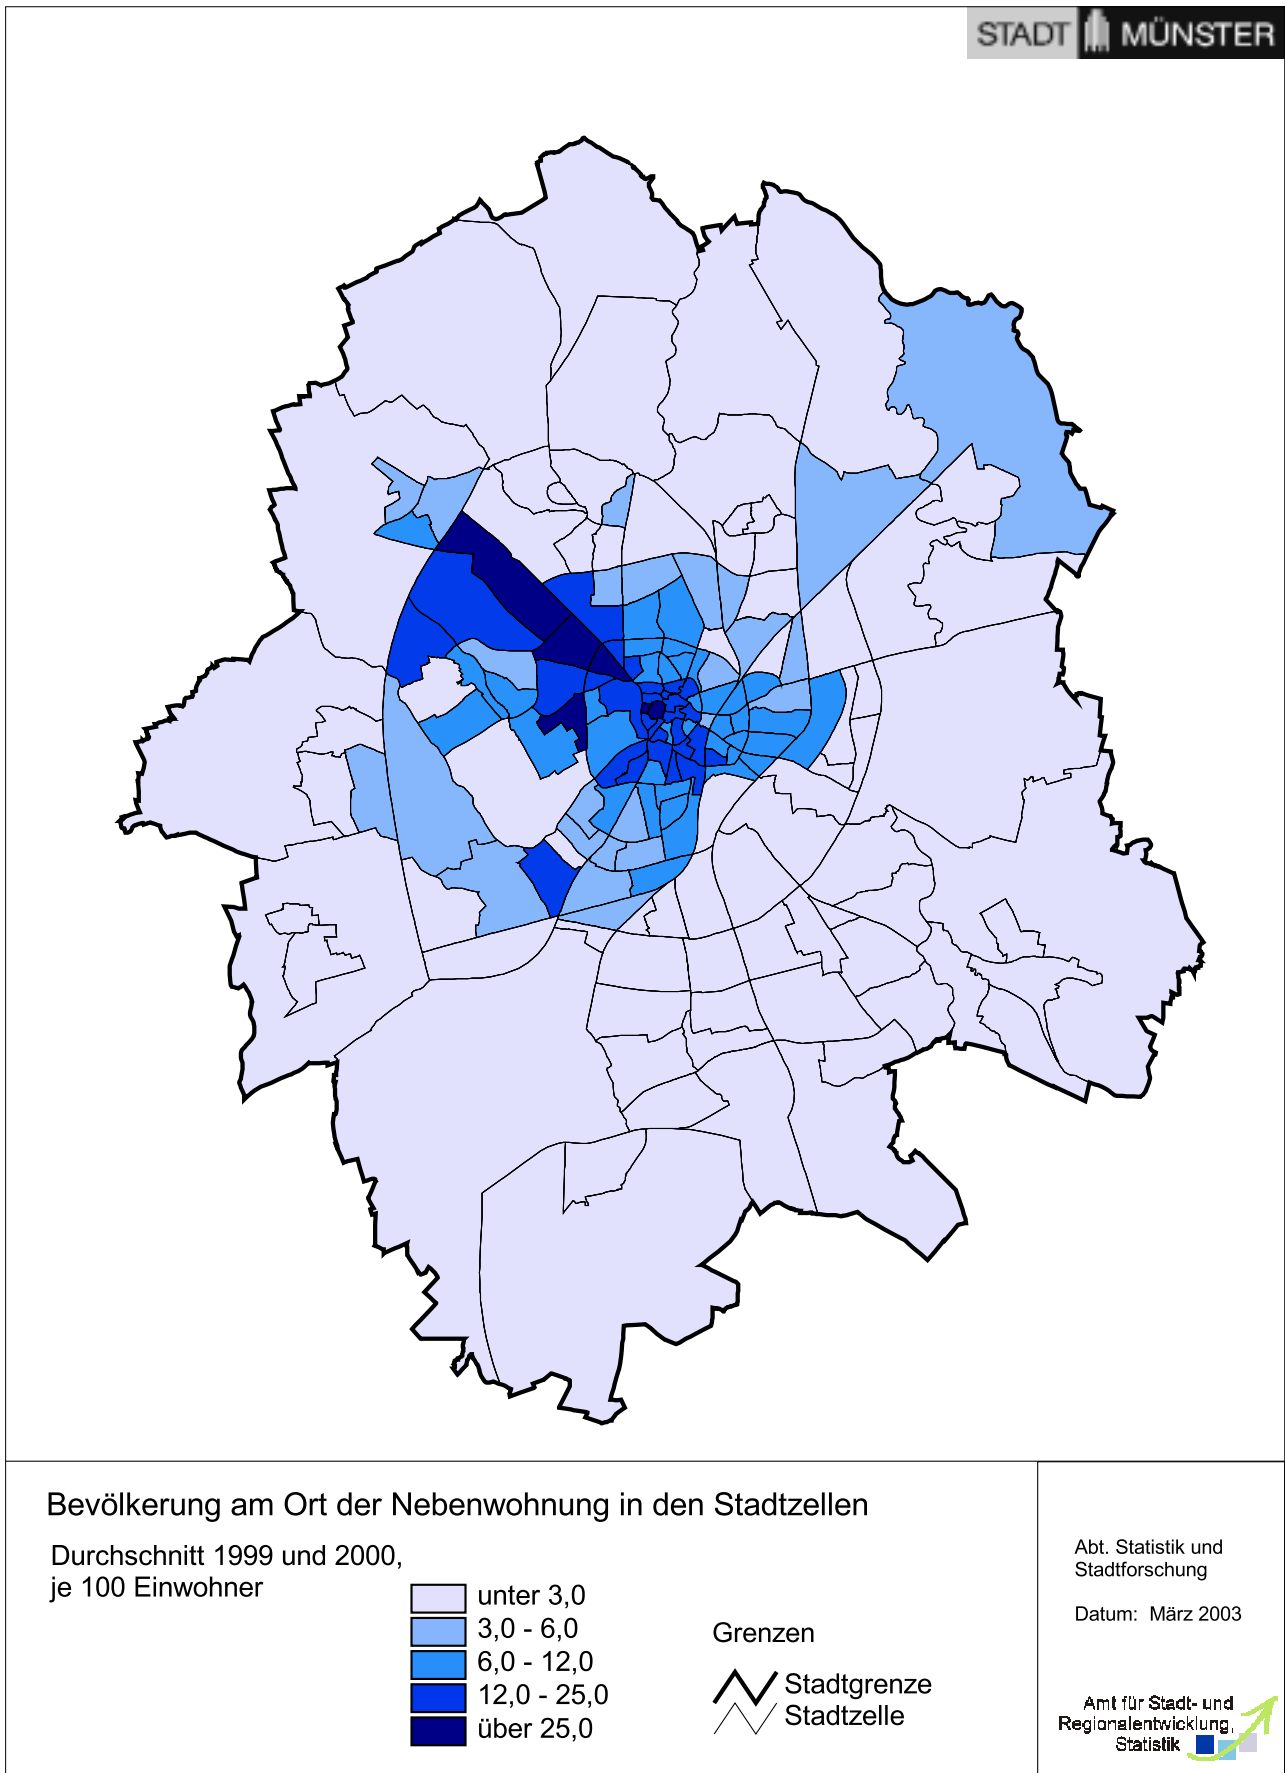 STADT MÜNSTER
Bevölkerung am Ort der Nebenwohnung in den Stadtzellen
Durchschnitt 1999 und 2000,
je 100 Einwohner
unter 3,0
3,0 - 6,0
6,0 - 12,0
12,0 - 25,0
über 25,0
Grenzen
Stadtgrenze
Stadtzelle
Abt. Statistik und
Stadtforschung
Datum: März 2003
Amt für Stadt- und
Regionalentwicklung,
Statistik